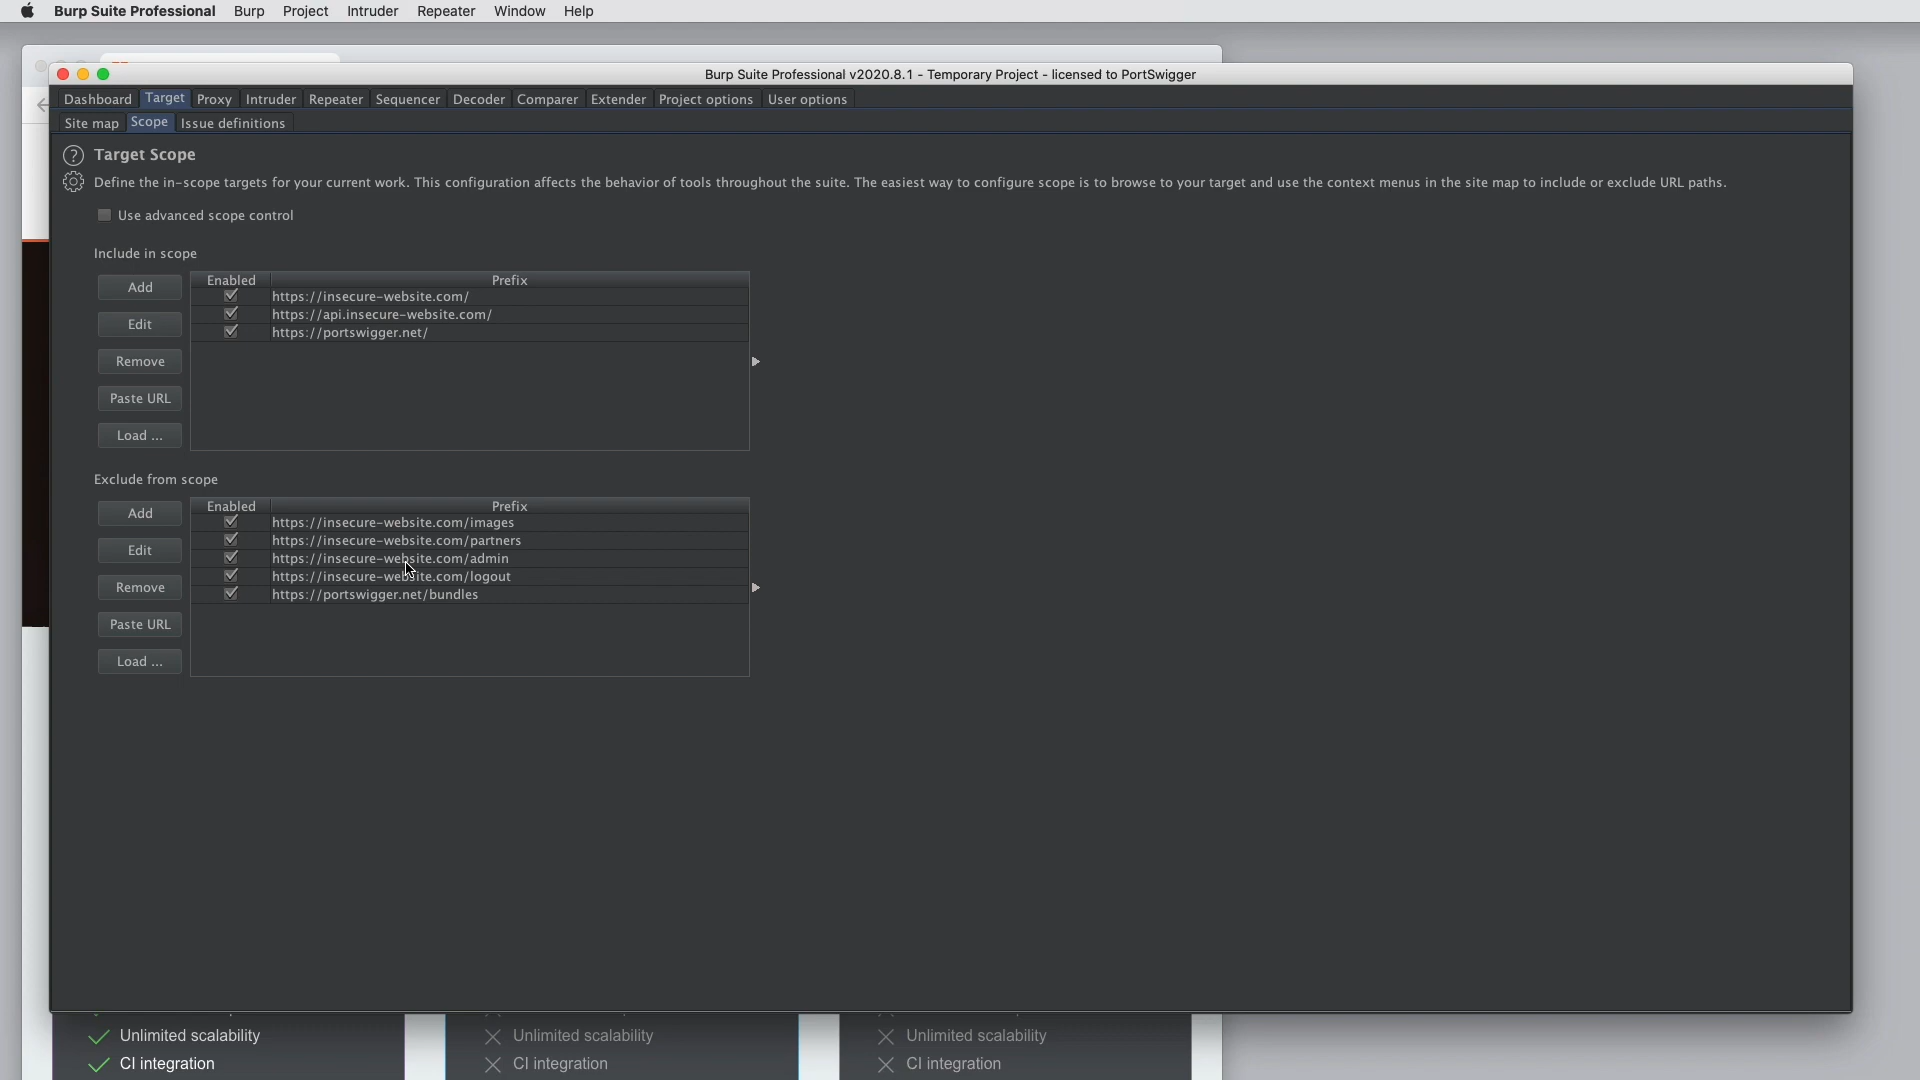 Burp Suite Professional Burp Project Intruder Repeater Window Help
Burp Suite Professional v2020.8.1 - Temporary Project - licensed to PortSwigger
Dashboard Target Proxy Intruder Repeater Sequencer Decoder Comparer Extender Project options User options
Site map Scope Issue definitions
Target Scope
Define the in-scope targets for your current work. This configuration affects the behavior of tools throughout the suite. The easiest way to configure scope is to browse to your target and use the context menus in the site map to include or exclude URL paths.
Use advanced scope control
Include in scope
Add
Edit
Remove
Paste URL
Load ...
Enabled Prefix
https://insecure-website.com/
https://api.insecure-website.com/
https://portswigger.net/
Exclude from scope
Add
Edit
Remove
Paste URL
Load ...
Enabled Prefix
https://insecure-website.com/images
https://insecure-website.com/partners
https://insecure-website.com/admin
https://insecure-website.com/logout
https://portswigger.net/bundles
Unlimited scalability Unlimited scalability Unlimited scalability
CI integration CI integration CI integration